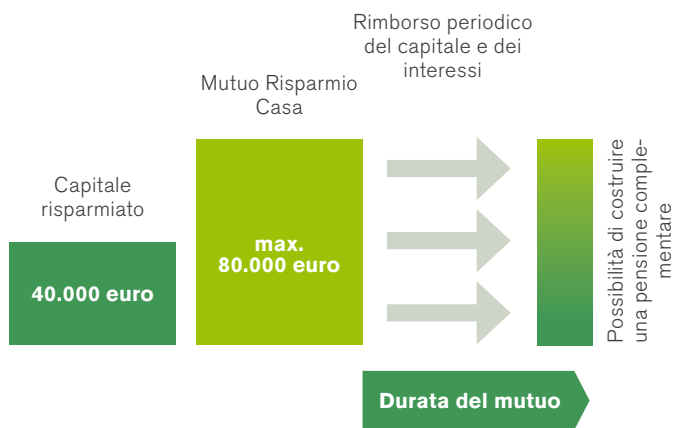 Rimborso periodico
del capitale e dei
interessi
Mutuo Risparmio
Casa
Capitale
risparmiato
40.000 euro
max.
80.000 euro
Possibilità di costruire
una pensione comple-
mentare
Durata del mutuo